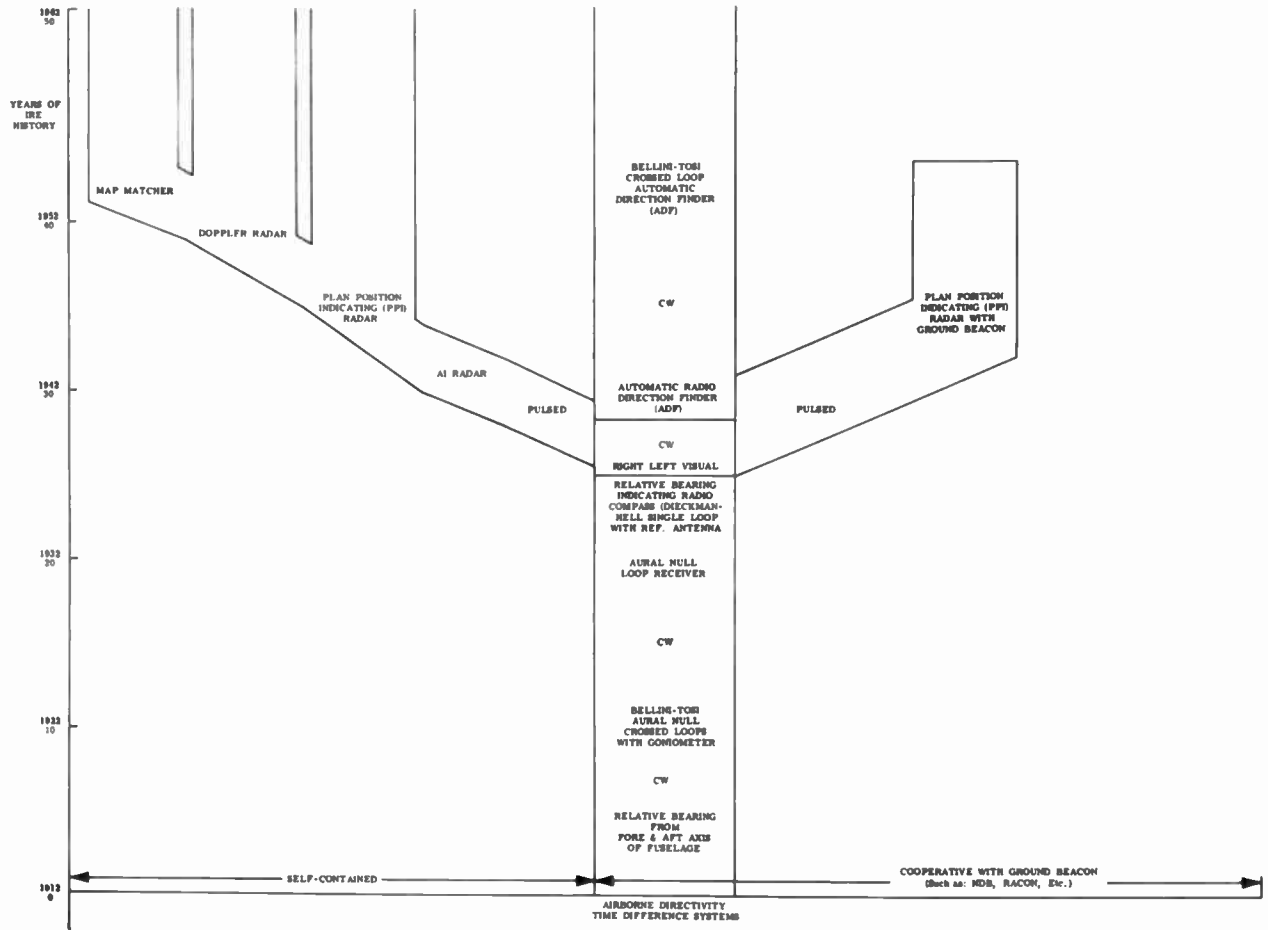 1962
50
YEARS OF
IRE
HISTORY
MAP MATCHER
1952
40
DOPPLER RADAR
PLAN POSITION
INDICATING (PPI)
RADAR
AI RADAR
1942
30
PULSED
BELLINI-TOSI
CROSSED LOOP
AUTOMATIC
DIRECTION FINDER
(ADF)
CW
AUTOMATIC RADIO
DIRECTION FINDER
(ADF)
CW
RIGHT LEFT VISUAL
RELATIVE BEARING
INDICATING RADIO
COMPASS (DIECKMAN-
HELL SINGLE LOOP
WITH REF. ANTENNA
AURAL NULL
LOOP RECEIVER
CW
BELLINI-TOSI
AURAL NULL
CROSSED LOOPS
WITH GONIOMETER
CW
RELATIVE BEARING
FROM
FORE & AFT AXIS
OF FUSELAGE
PLAN POSITION
INDICATING (PPI)
RADAR WITH
GROUND BEACON
PULSED
1932
20
1922
10
1912
0
SELF-CONTAINED
COOPERATIVE WITH GROUND BEACON
(Such as: NDB, RACON, Etc.)
AIRBORNE DIRECTIVITY
TIME DIFFERENCE SYSTEMS